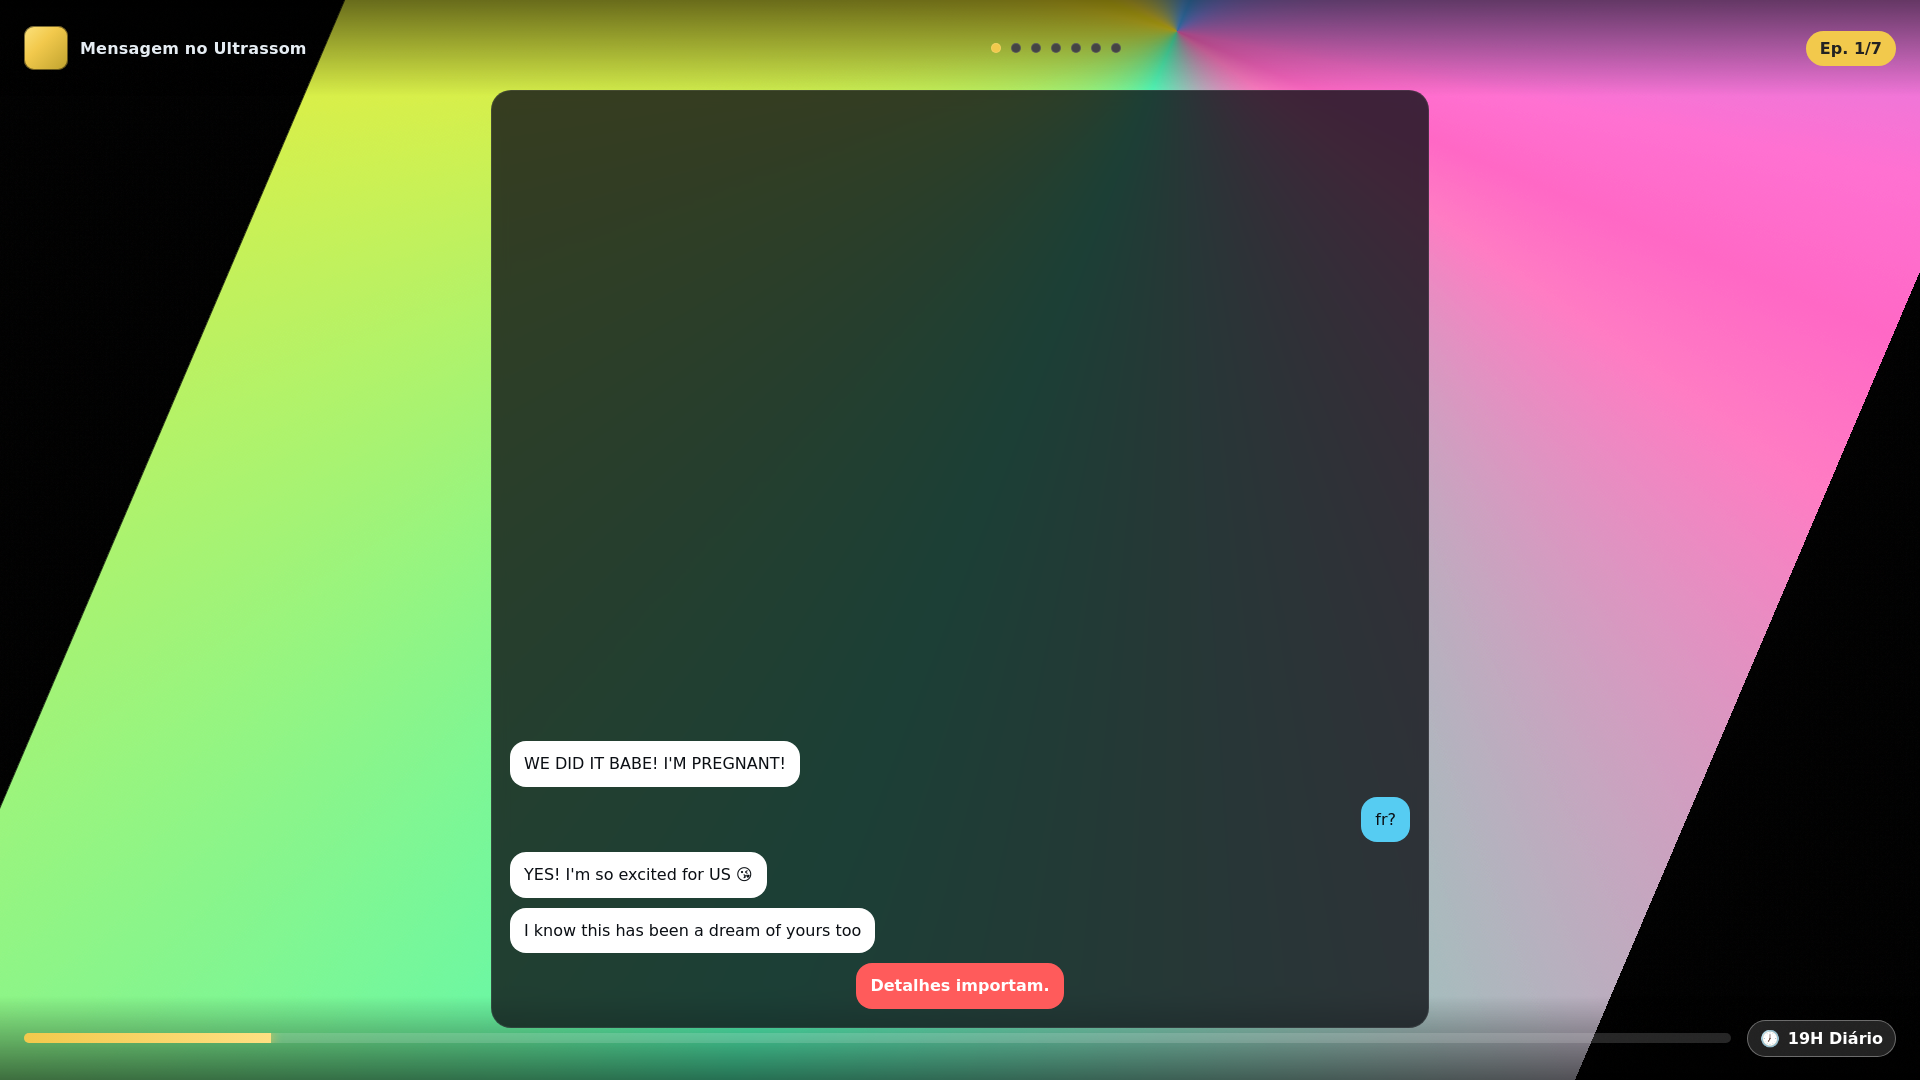 Mensagem no Ultrassom
Ep. 1/7
WE DID IT BABE! I'M PREGNANT!
fr?
YES! I'm so excited for US 😘
I know this has been a dream of yours too
Detalhes importam.
🕖 19H Diário